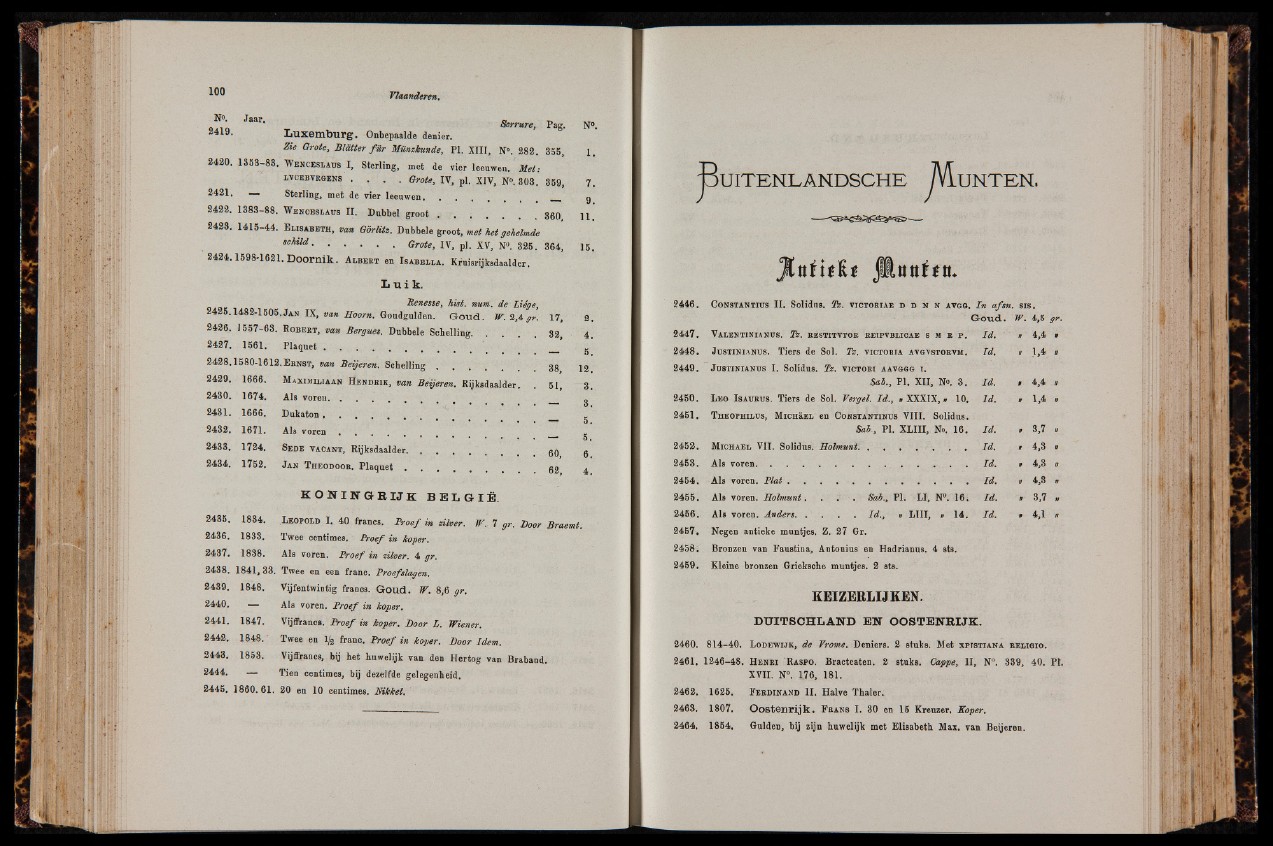 100 Vlaanderen.
No. Jaar. Serrure, Pag. No.
2419. Luxemburg. Onbepaalde denier.
Zie Grote, Blätter für Münzkunde, Pl. XIII, No. 282. 355, 1.
2420. 1353-83. WENCESLAUS I, Sterling, met de vier leeuwen. Met:
LVCEBVRGENS . . . . Grote, IV, pl. XIV, No. 303. 359, 7.
2421. — Sterling, met de vier leeuwen. . . . . . . . — 9.
2422. 1383-88. WENCESLAUS II. Dubbel groot . . . . . . . 360, 11.
2423. 1415-44. ELISABETH, van Görlitz. Dubbele groot, met het gehelmde
schild . . . . . . Grote, IV, pl. XV, No. 325. 364, 15.
2424. 1598-1621. Doornik. ALBERT en ISABELLA. Kruisrijksdaalder.
Luik.
Renesse, hist. num. de Liége,
2425. 1482-1505. JAN IX, van Hoorn. Goudgulden. Goud. W. 2,4 gr. 17, 2.
2426. 1557-63. ROBERT, van Bergues. Dubbele Schelling. . . . . 32, 4.
2427. 1561. Plaquet . . . . . . . . . . . . . — 5.
2428. 1580-1612. ERNST, van Beijeren. Schelling . . . . . . . 38, 12.
2429. 1666. MAXIMILIAAN HENDRIK, van Beijeren. Rijksdaalder. . 51, 3.
2430. 1674. Als voren. . . . . . . . . . . . . — 3.
2431. 1666. Dukaton . . . . . . . . . . . . . — 5.
2432. 1671. Als voren . . . . . . . . . . . . — 5.
2433. 1724. SEDE VACANT, Rijksdaalder. . . . . . . . . 60, 6.
2434. 1752. JAN THEODOOR. Plaquet . . . . . . . . . 62, 4.
KONINGRIJK BELGIË.
2435. 1834. LEOPOLD I. 40 francs. Proef in zilver. W. 7 gr. Door Braemt.
2436. 1833. Twee centimes. Proef in koper.
2437. 1838. Als voren. Proef in zilver. 4 gr.
2438. 1841, 33. Twee en een franc. Proefslagen.
2439. 1848. Vijfentwintig francs. Goud. W. 8,6 gr.
2440. — Als voren. Proef in koper.
2441. 1847. Vijffrancs. Proef in koper. Door L. Wiener.
2442. 1848. Twee en 1/2 franc. Proef in koper. Door Idem.
2443. 1853. Vijffrancs, bij het huwelijk van den Hertog van Braband.
2444. — Tien centimes, bij dezelfde gelegenheid.
2445. 1860. 61. 20 en 10 centimes. Nikkel.
BUITENLANDSCHE MUNTEN.
Antieke Munten.
2446. CONSTANTIUS II. Solidus. Tz. VICTORIAE D D N N AVGG. In afsn. SIS.
Goud. W. 4,5 gr.
2447. VALENTINIANUS. Tz. RESTITVTOR REIPVBLICAE S M E P. Id. » 4,4 »
2448. JUSTINIANUS. Tiers de Sol. Tz. VICTORIA AVGVSTORVM. Id. » 1,4 »
2449. JUSTINIANUS I. Solidus. Tz. VICTORI AAVGGG I.
Sab., Pl. XII, No. 3. Id. » 4,4 »
2450. LEO ISAURUS. Tiers de Sol. Vergel. Id., » XXXIX, » 10. Id. » 1,4 »
2451. THEOPHILUS, MICHÄEL en CONSTANTINUS VIII. Solidus.
Sab., Pl. XLIII, No. 16. Id. » 3,7 »
2452. MICHAEL VII. Solidus. Holmunt. . . . . . . . Id. » 4,3 »
2453. Als voren. . . . . . . . . . . . . . Id. » 4,3 »
2454. Als voren. Plat . . . . . . . . . . . . Id. » 4,3 »
2455. Als voren. Holmunt . . . . Sab., Pl. LI, No. 16. Id. » 3,7 »
2456. Als voren. Anders. . . . . Id., » LIII, » 14. Id. » 4,1 »
2457. Negen antieke muntjes. Z. 27 Gr.
2458. Bronzen van Faustina, Antonius en Hadrianus. 4 sts.
2459. Kleine bronzen Grieksche muntjes. 2 sts.
KEIZERLIJKEN.
DUITSCHLAND EN OOSTENRIJK.
2460. 814-40. LODEWIJK, de Vrome. Deniers. 2 stuks. Met XPISTIANA RELIGIO.
2461. 1246-48. HENRI RASPO. Bracteaten. 2 stuks. Cappe, II, No. 339, 40. Pl.
XVII. No. 176, 181.
2462. 1625. FERDINAND II. Halve Thaler.
2463. 1807. Oostenrijk. FRANS I. 30 en 15 Kreuzer. Koper.
2464. 1854. Gulden, bij zijn huwelijk met Elisabeth Max. van Beijeren.